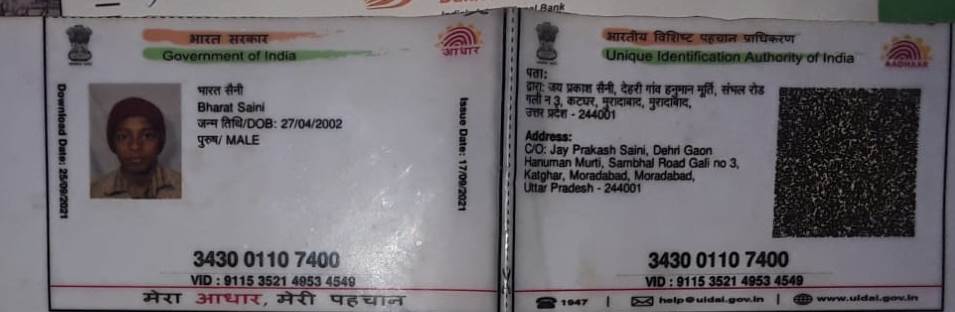 al Bank
भारत सरकार
Government of India
आधार
Download Date: 25/09/2021
भारत सैनी
Bharat Saini
जन्म तिथि/DOB: 27/04/2002
पुरुष/ MALE
Issue Date: 17/09/2021
3430 0110 7400
VID : 9115 3521 4953 4549
मेरा आधार, मेरी पहचान
भारतीय विशिष्ट पहचान प्राधिकरण
Unique Identification Authority of India
AADHAAR
पता:
द्वारा: जय प्रकाश सैनी, देहरी गांव हनुमान मूर्ति, संभल रोड
गली न 3, कटघर, मुरादाबाद, मुरादाबाद,
उत्तर प्रदेश - 244001
Address:
C/O: Jay Prakash Saini, Dehri Gaon
Hanuman Murti, Sambhal Road Gali no 3,
Katghar, Moradabad, Moradabad,
Uttar Pradesh - 244001
3430 0110 7400
VID : 9115 3521 4953 4549
1947 | help@uidai.gov.in | www.uidai.gov.in